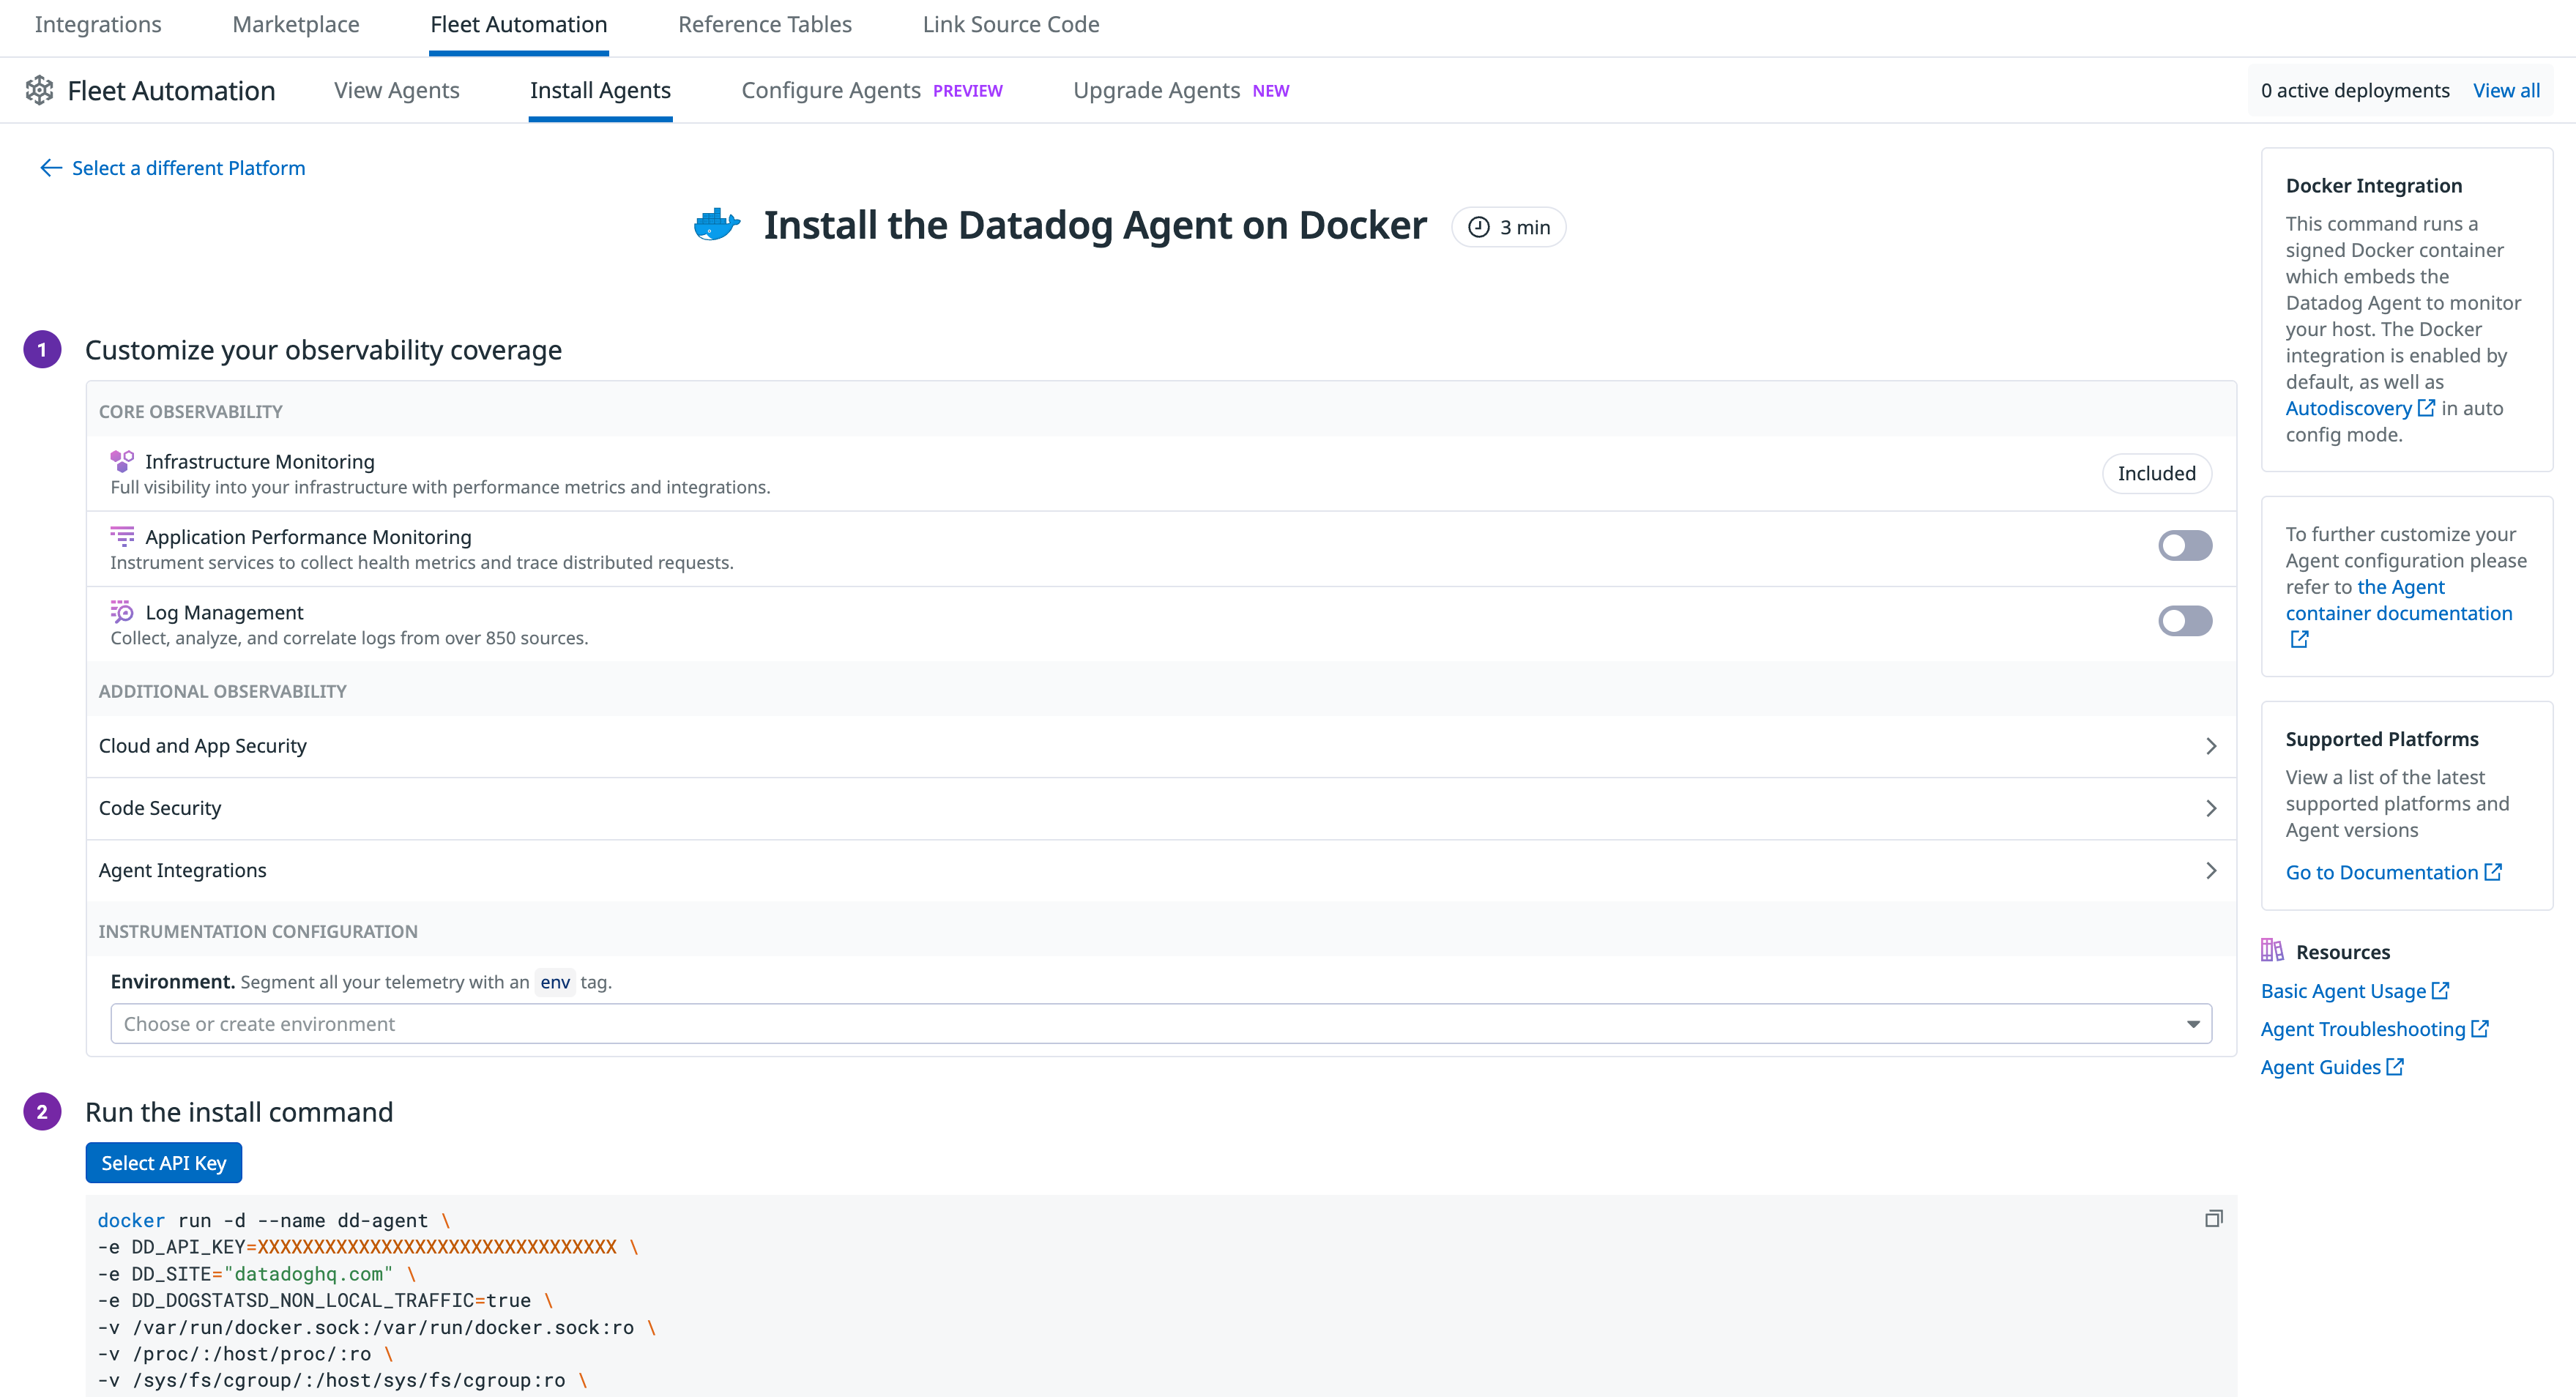 Integrations Marketplace Fleet Automation Reference Tables Link Source Code
Fleet Automation View Agents Install Agents Configure Agents PREVIEW Upgrade Agents NEW 0 active deployments View all
Select a different Platform
Install the Datadog Agent on Docker 3 min
1 Customize your observability coverage
CORE OBSERVABILITY
Infrastructure Monitoring
Full visibility into your infrastructure with performance metrics and integrations.
Included
Application Performance Monitoring
Instrument services to collect health metrics and trace distributed requests.
Log Management
Collect, analyze, and correlate logs from over 850 sources.
ADDITIONAL OBSERVABILITY
Cloud and App Security
Code Security
Agent Integrations
INSTRUMENTATION CONFIGURATION
Environment. Segment all your telemetry with an env tag.
Choose or create environment
2 Run the install command
Select API Key
docker run -d --name dd-agent \
-e DD_API_KEY=XXXXXXXXXXXXXXXXXXXXXXXXXXXXXXXX \
-e DD_SITE="datadoghq.com" \
-e DD_DOGSTATSD_NON_LOCAL_TRAFFIC=true \
-v /var/run/docker.sock:/var/run/docker.sock:ro \
-v /proc/:/host/proc/:ro \
-v /sys/fs/cgroup/:/host/sys/fs/cgroup:ro \
Docker Integration
This command runs a
signed Docker container
which embeds the
Datadog Agent to monitor
your host. The Docker
integration is enabled by
default, as well as
Autodiscovery in auto
config mode.
To further customize your
Agent configuration please
refer to the Agent
container documentation
Supported Platforms
View a list of the latest
supported platforms and
Agent versions
Go to Documentation
Resources
Basic Agent Usage
Agent Troubleshooting
Agent Guides